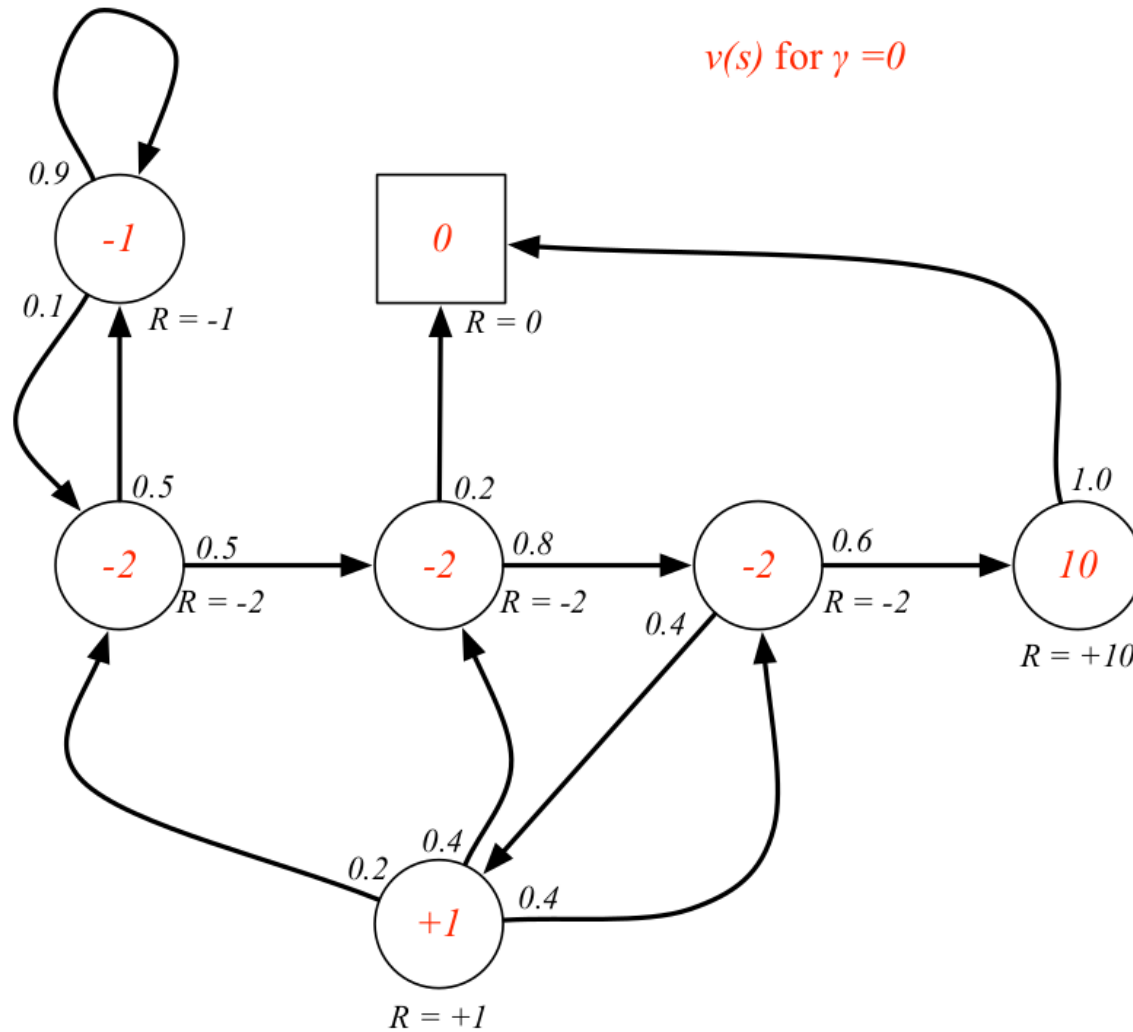 v(s) for γ =0
0.9
-1
0
0.1
R = -1
R = 0
0.5
0.2
1.0
-2
0.5
-2
0.8
-2
0.6
10
R = -2
R = -2
0.4
R = -2
R = +10
0.4
0.2
0.4
+1
R = +1